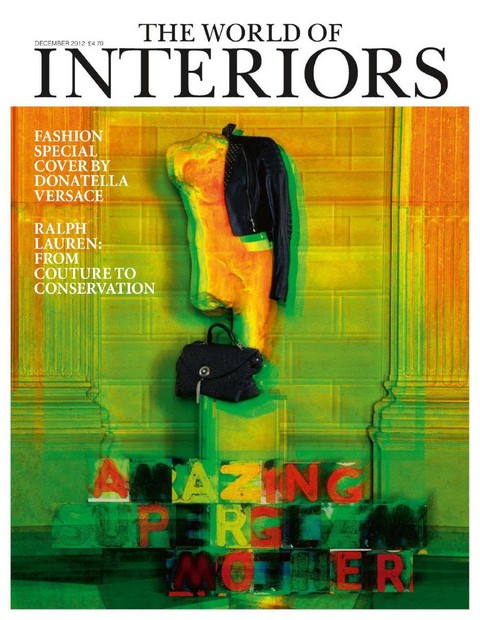 THE WORLD OF
DECEMBER 2012 £4.70
INTERIORS
FASHION
SPECIAL
COVER BY
DONATELLA
VERSACE
RALPH
LAUREN:
FROM
COUTURE TO
CONSERVATION
AMAZING
SUPERGLAM
MOTHER